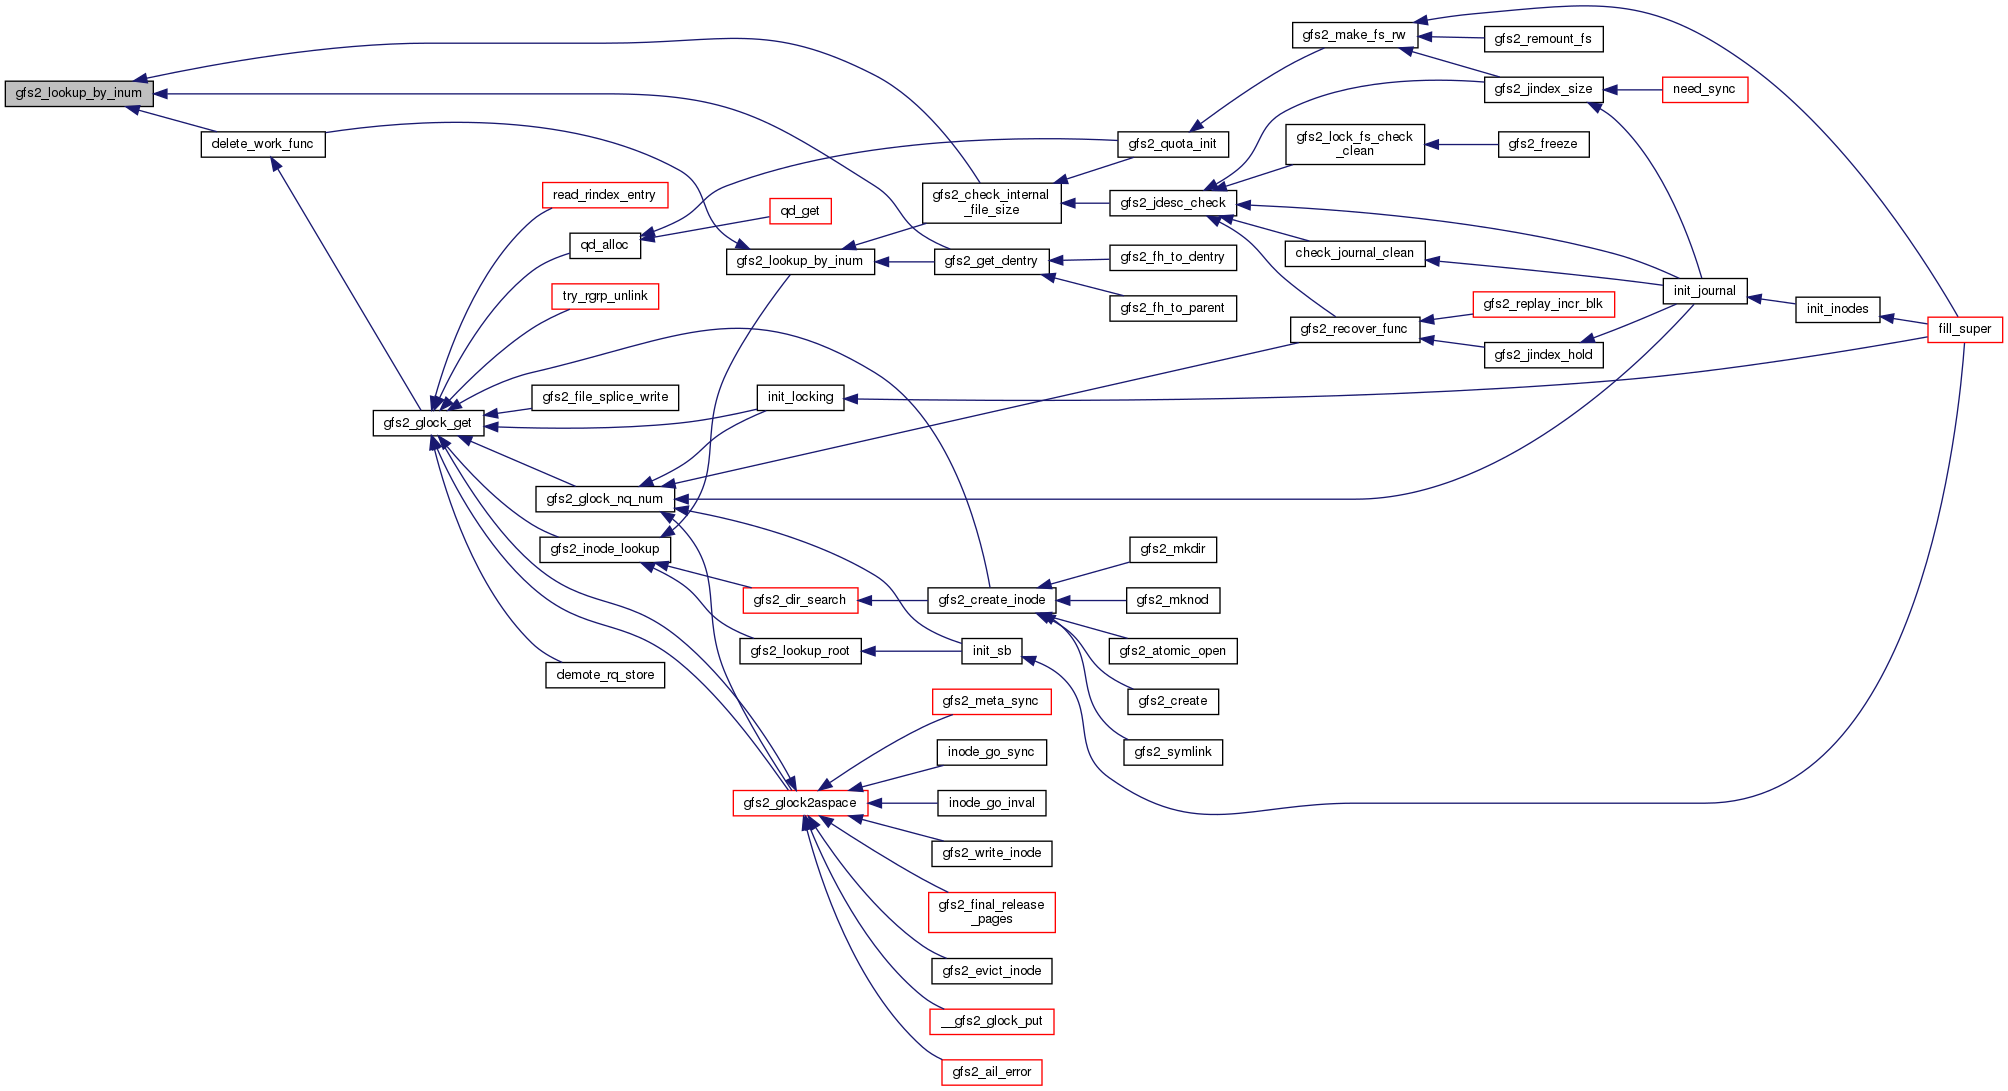 gfs2_make_fs_rw
gfs2_remount_fs
gfs2_lookup_by_inum
gfs2_jindex_size
need_sync
delete_work_func
gfs2_quota_init
gfs2_lock_fs_check
_clean
gfs2_freeze
read_rindex_entry
qd_get
gfs2_check_internal
_file_size
gfs2_jdesc_check
qd_alloc
gfs2_lookup_by_inum
gfs2_get_dentry
gfs2_fh_to_dentry
check_journal_clean
try_rgrp_unlink
gfs2_fh_to_parent
gfs2_replay_incr_blk
init_journal
init_inodes
gfs2_recover_func
fill_super
gfs2_jindex_hold
gfs2_file_splice_write
init_locking
gfs2_glock_get
gfs2_glock_nq_num
gfs2_inode_lookup
gfs2_mkdir
gfs2_dir_search
gfs2_create_inode
gfs2_mknod
gfs2_lookup_root
init_sb
gfs2_atomic_open
demote_rq_store
gfs2_meta_sync
gfs2_create
inode_go_sync
gfs2_symlink
gfs2_glock2aspace
inode_go_inval
gfs2_write_inode
gfs2_final_release
_pages
gfs2_evict_inode
__gfs2_glock_put
gfs2_ail_error